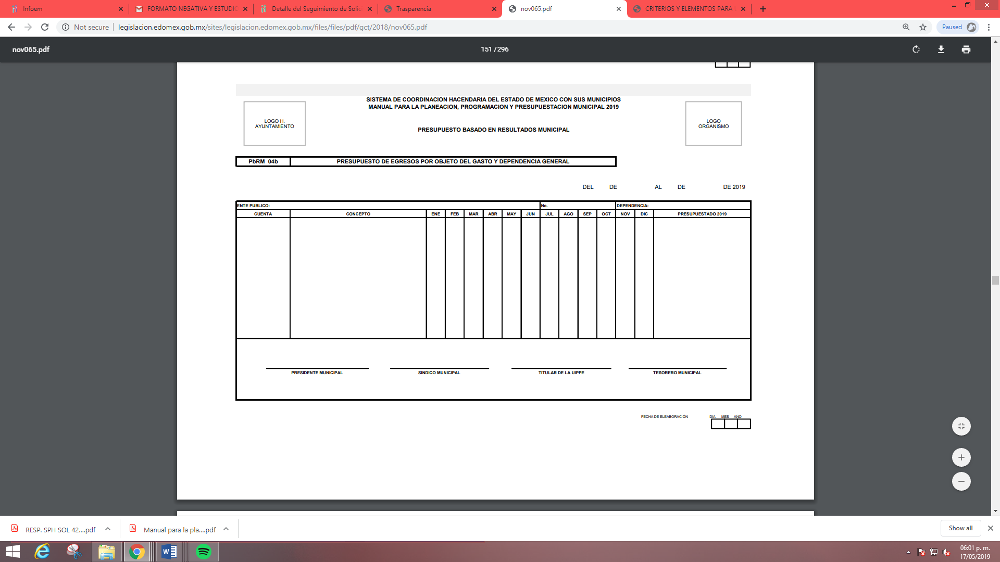 Infoem
FORMATO NEGATIVA Y ESTUDIO
Detalle del Seguimiento de Solici
Trasparencia
nov065.pdf
CRITERIOS Y ELEMENTOS PARA
Not secure
legislacion.edomex.gob.mx/sites/legislacion.edomex.gob.mx/files/files/pdf/gct/2018/nov065.pdf
Paused
nov065.pdf
151 / 296
SISTEMA DE COORDINACION HACENDARIA DEL ESTADO DE MEXICO CON SUS MUNICIPIOS
MANUAL PARA LA PLANEACION, PROGRAMACION Y PRESUPUESTACION MUNICIPAL 2019
LOGO H.
AYUNTAMIENTO
LOGO
ORGANISMO
PRESUPUESTO BASADO EN RESULTADOS MUNICIPAL
PbRM 04b
PRESUPUESTO DE EGRESOS POR OBJETO DEL GASTO Y DEPENDENCIA GENERAL
DEL DE AL DE DE 2019
ENTE PUBLICO: No. DEPENDENCIA:
CUENTA CONCEPTO ENE FEB MAR ABR MAY JUN JUL AGO SEP OCT NOV DIC PRESUPUESTADO 2019
PRESIDENTE MUNICIPAL SINDICO MUNICIPAL TITULAR DE LA UIPPE TESORERO MUNICIPAL
FECHA DE ELEABORACIÓN DIA MES AÑO
RESP. SPH SOL 42....pdf
Manual para la pla....pdf
Show all
06:01 p. m.
17/05/2019